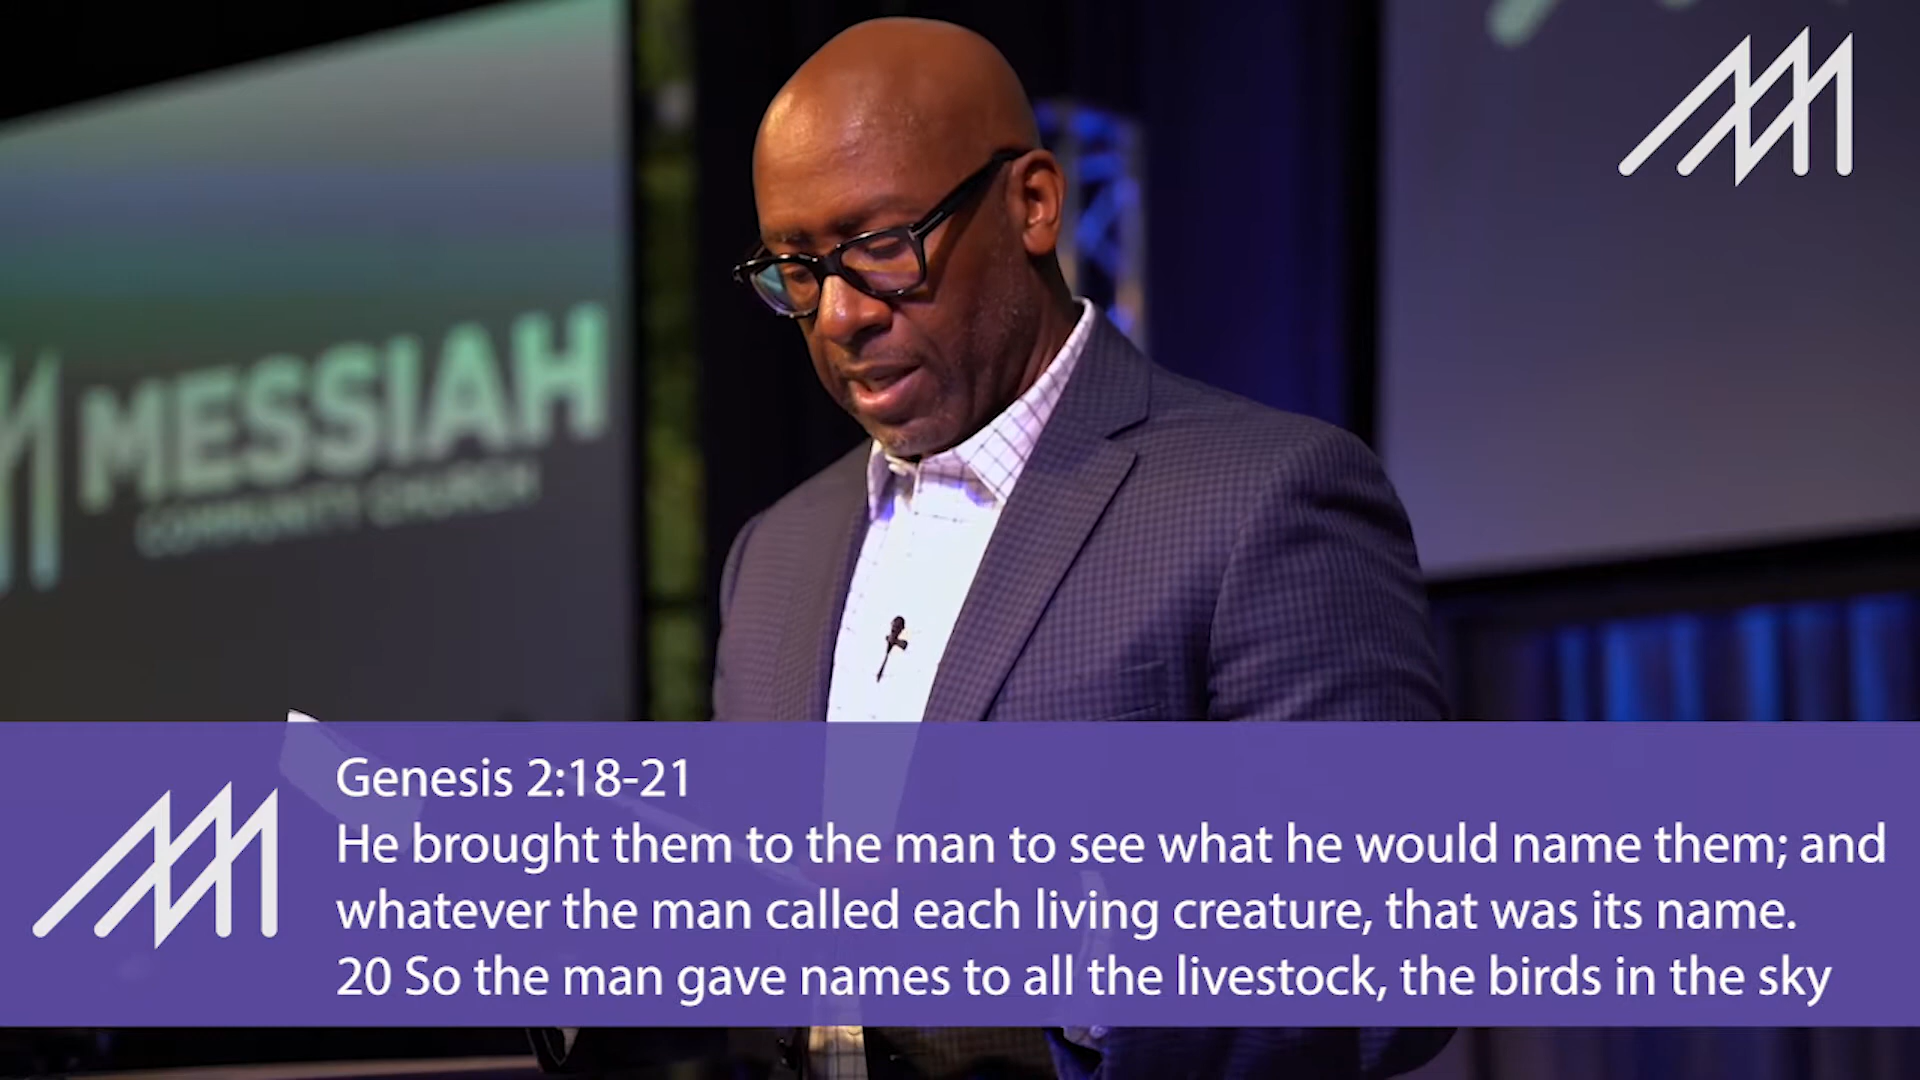 MESSIAH
COMMUNITY CHURCH
Genesis 2:18-21
He brought them to the man to see what he would name them; and
whatever the man called each living creature, that was its name.
20 So the man gave names to all the livestock, the birds in the sky